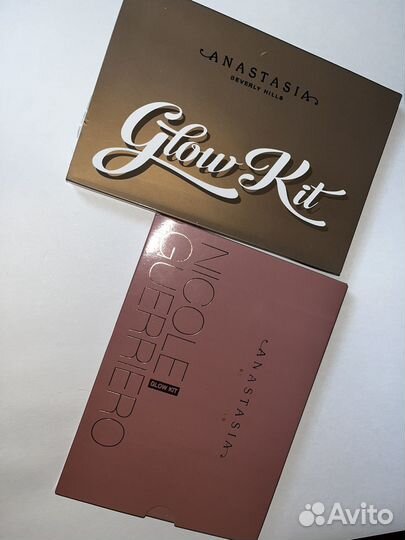 ANASTASIA
BEVERLY HILLS
Glow Kit
NICOLE
GUERRIERO
GLOW KIT
ANASTASIA
Avito